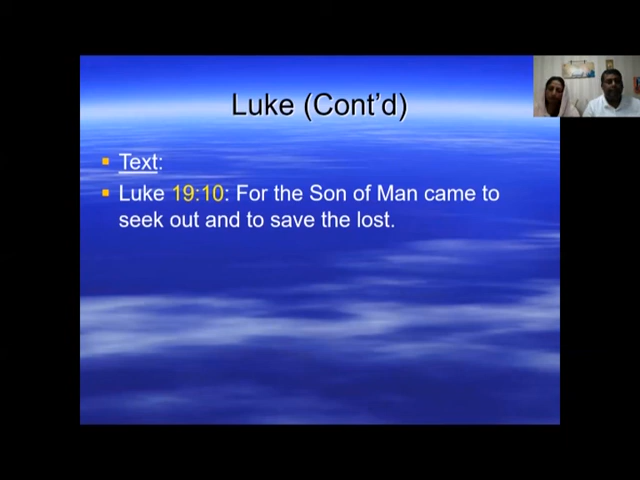 Luke (Cont'd)
Text:
Luke 19:10: For the Son of Man came to
seek out and to save the lost.